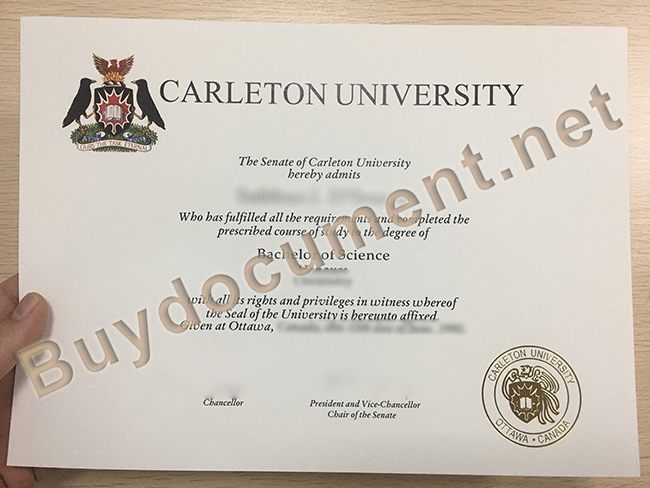 CARLETON UNIVERSITY
OURS THE TASK ETERNAL
The Senate of Carleton University
hereby admits
Who has fulfilled all the requirements and completed the
prescribed course of study to the degree of
Bachelor of Science
with all its rights and privileges in witness whereof
the Seal of the University is hereunto affixed
Given at Ottawa,
Chancellor
President and Vice-Chancellor
Chair of the Senate
CARLETON UNIVERSITY
OTTAWA • CANADA
Buydocument.net